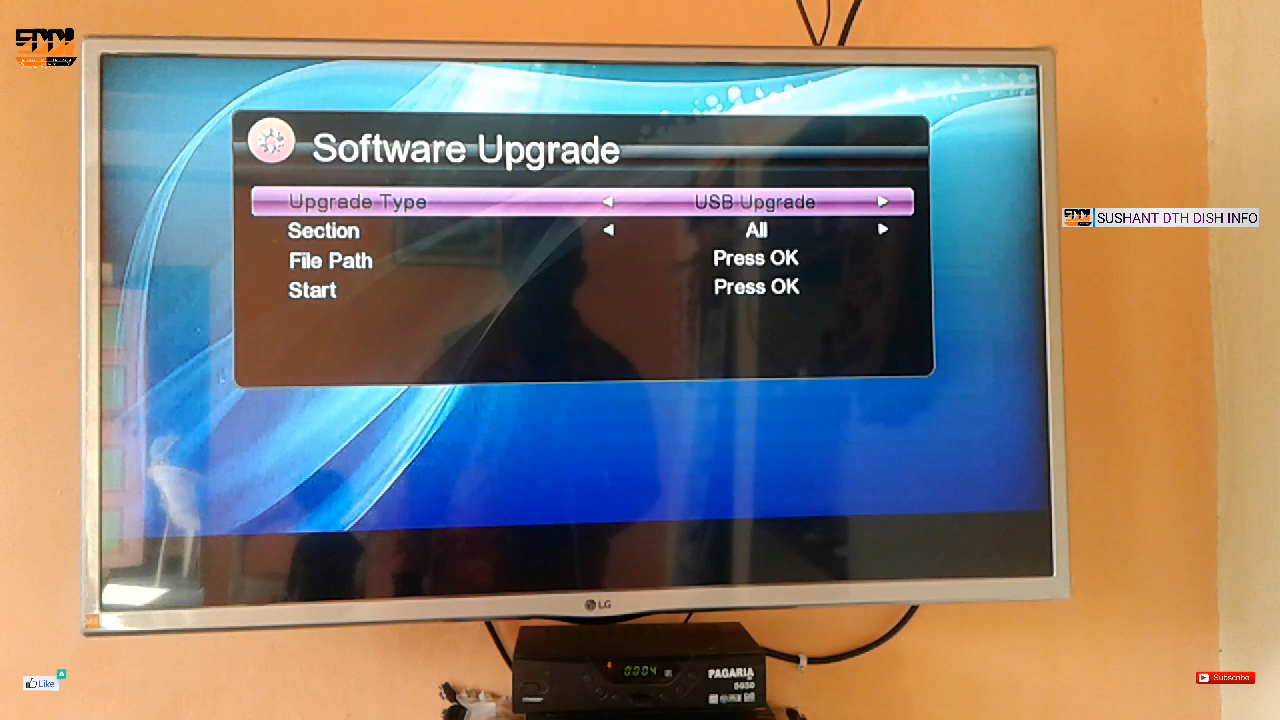 Software Upgrade
Upgrade Type USB Upgrade
Section All
File Path Press OK
Start Press OK
SUSHANT DTH DISH INFO
LG
0004
PAGARIA
Like
Subscribe